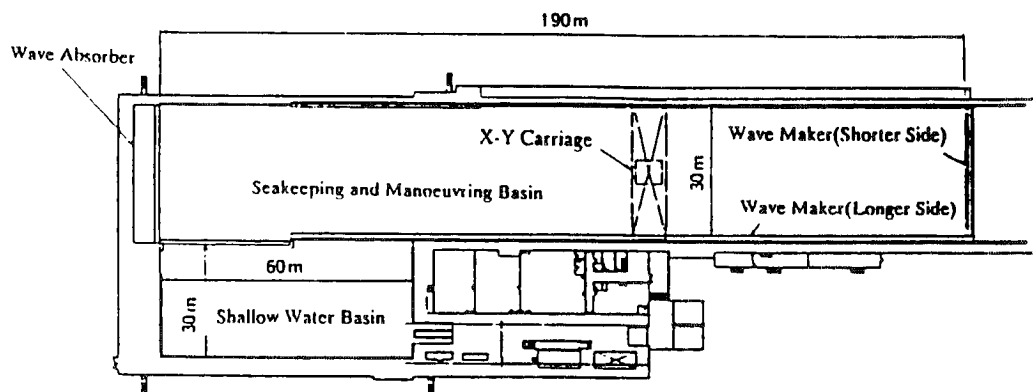 190m
Wave Absorber
X-Y Carriage
Wave Maker(Shorter Side)
30m
Seakeeping and Manoeuvring Basin
Wave Maker(Longer Side)
60m
30m
Shallow Water Basin